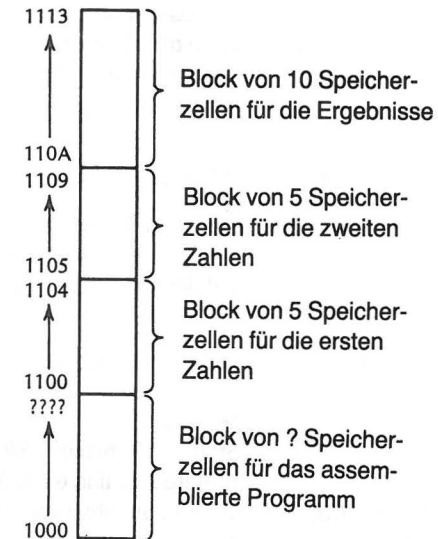 1113
Block von 10 Speicher-
zellen für die Ergebnisse
110A
1109
Block von 5 Speicher-
zellen für die zweiten
Zahlen
1105
1104
Block von 5 Speicher-
zellen für die ersten
Zahlen
1100
????
Block von ? Speicher-
zellen für das assem-
blierte Programm
1000